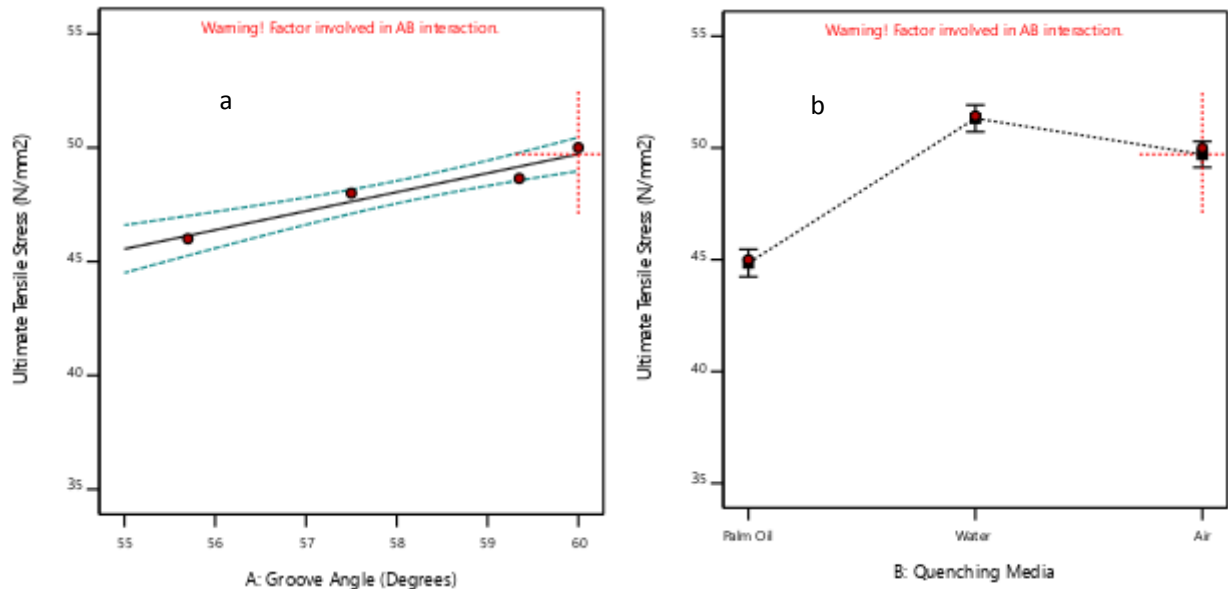 Warning! Factor involved in AB interaction.
a
Ultimate Tensile Stress (N/mm2)
55
50
45
40
35
55 56 57 58 59 60
A: Groove Angle (Degrees)
Warning! Factor involved in AB interaction.
b
Ultimate Tensile Stress (N/mm2)
55
50
45
40
35
Palm Oil Water Air
B: Quenching Media